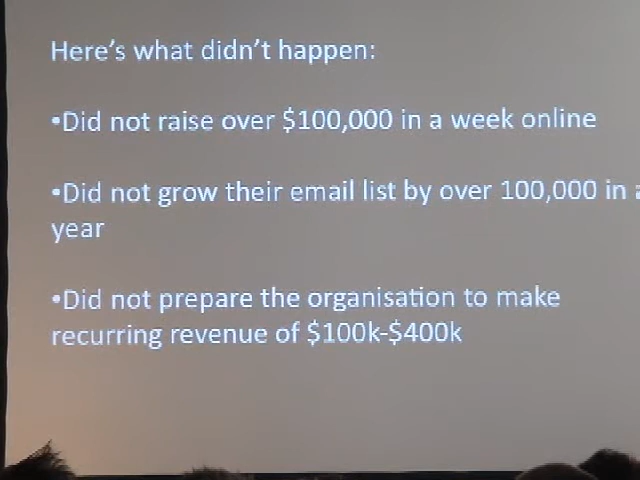 Here's what didn't happen:
•Did not raise over $100,000 in a week online
•Did not grow their email list by over 100,000 in a
year
•Did not prepare the organisation to make
recurring revenue of $100k-$400k